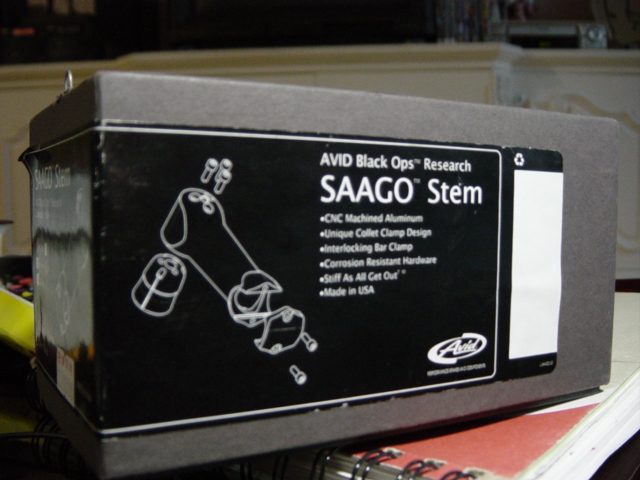 AVID Black Ops™ Research
SAAGO™ Stem
•CNC Machined Aluminum
•Unique Collet Clamp Design
•Interlocking Bar Clamp
•Corrosion Resistant Hardware
•Stiff As All Get Out
•Made in USA
Avid
SAAGO Stem